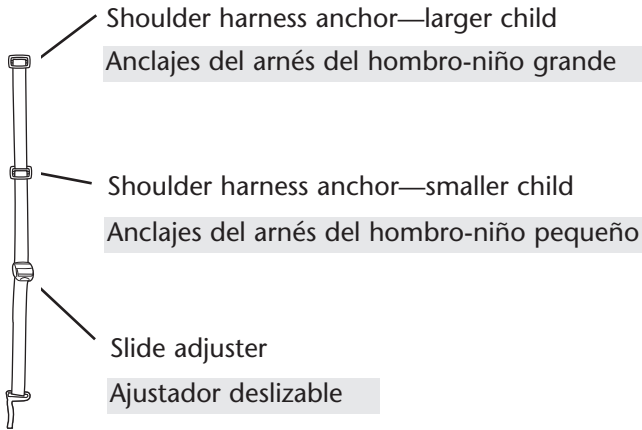 Shoulder harness anchor—larger child
Anclajes del arnés del hombro-niño grande
Shoulder harness anchor—smaller child
Anclajes del arnés del hombro-niño pequeño
Slide adjuster
Ajustador deslizable